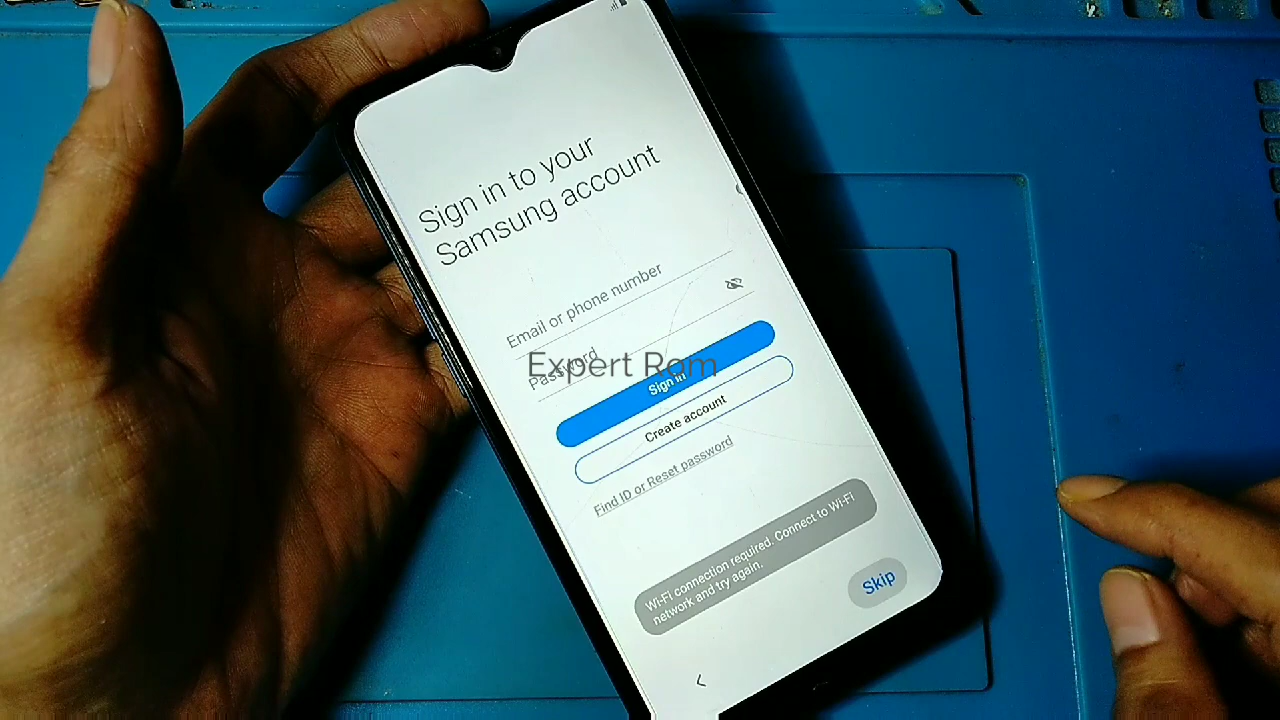 Sign in to your
Samsung account
Email or phone number
Password
Expert Rom
Sign in
Create account
Find ID or Reset password
Wi-Fi connection required. Connect to Wi-Fi
network and try again.
Skip